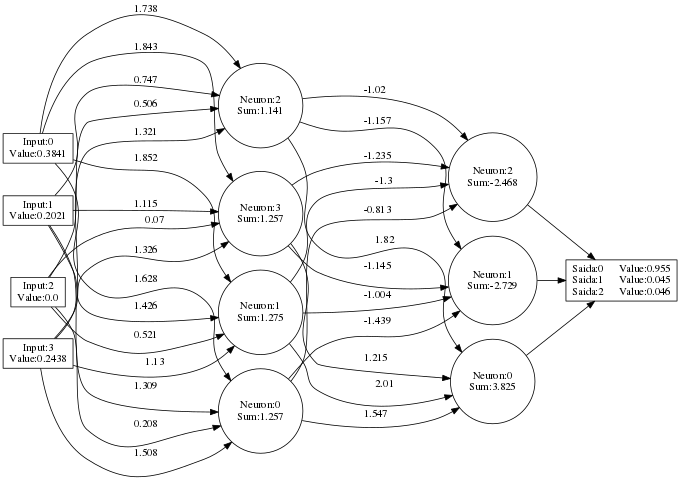 1.738
1.843
0.747
0.506
1.321
1.852
1.115
0.07
1.326
1.628
1.426
0.521
1.13
1.309
0.208
1.508
Input:0
Value:0.3841
Input:1
Value:0.2021
Input:2
Value:0.0
Input:3
Value:0.2438
Neuron:2
Sum:1.141
Neuron:3
Sum:1.257
Neuron:1
Sum:1.275
Neuron:0
Sum:1.257
-1.02
-1.157
-1.235
-1.3
-0.813
1.82
-1.145
-1.004
-1.439
1.215
2.01
1.547
Neuron:2
Sum:-2.468
Neuron:1
Sum:-2.729
Neuron:0
Sum:3.825
Saida:0 Value:0.955
Saida:1 Value:0.045
Saida:2 Value:0.046